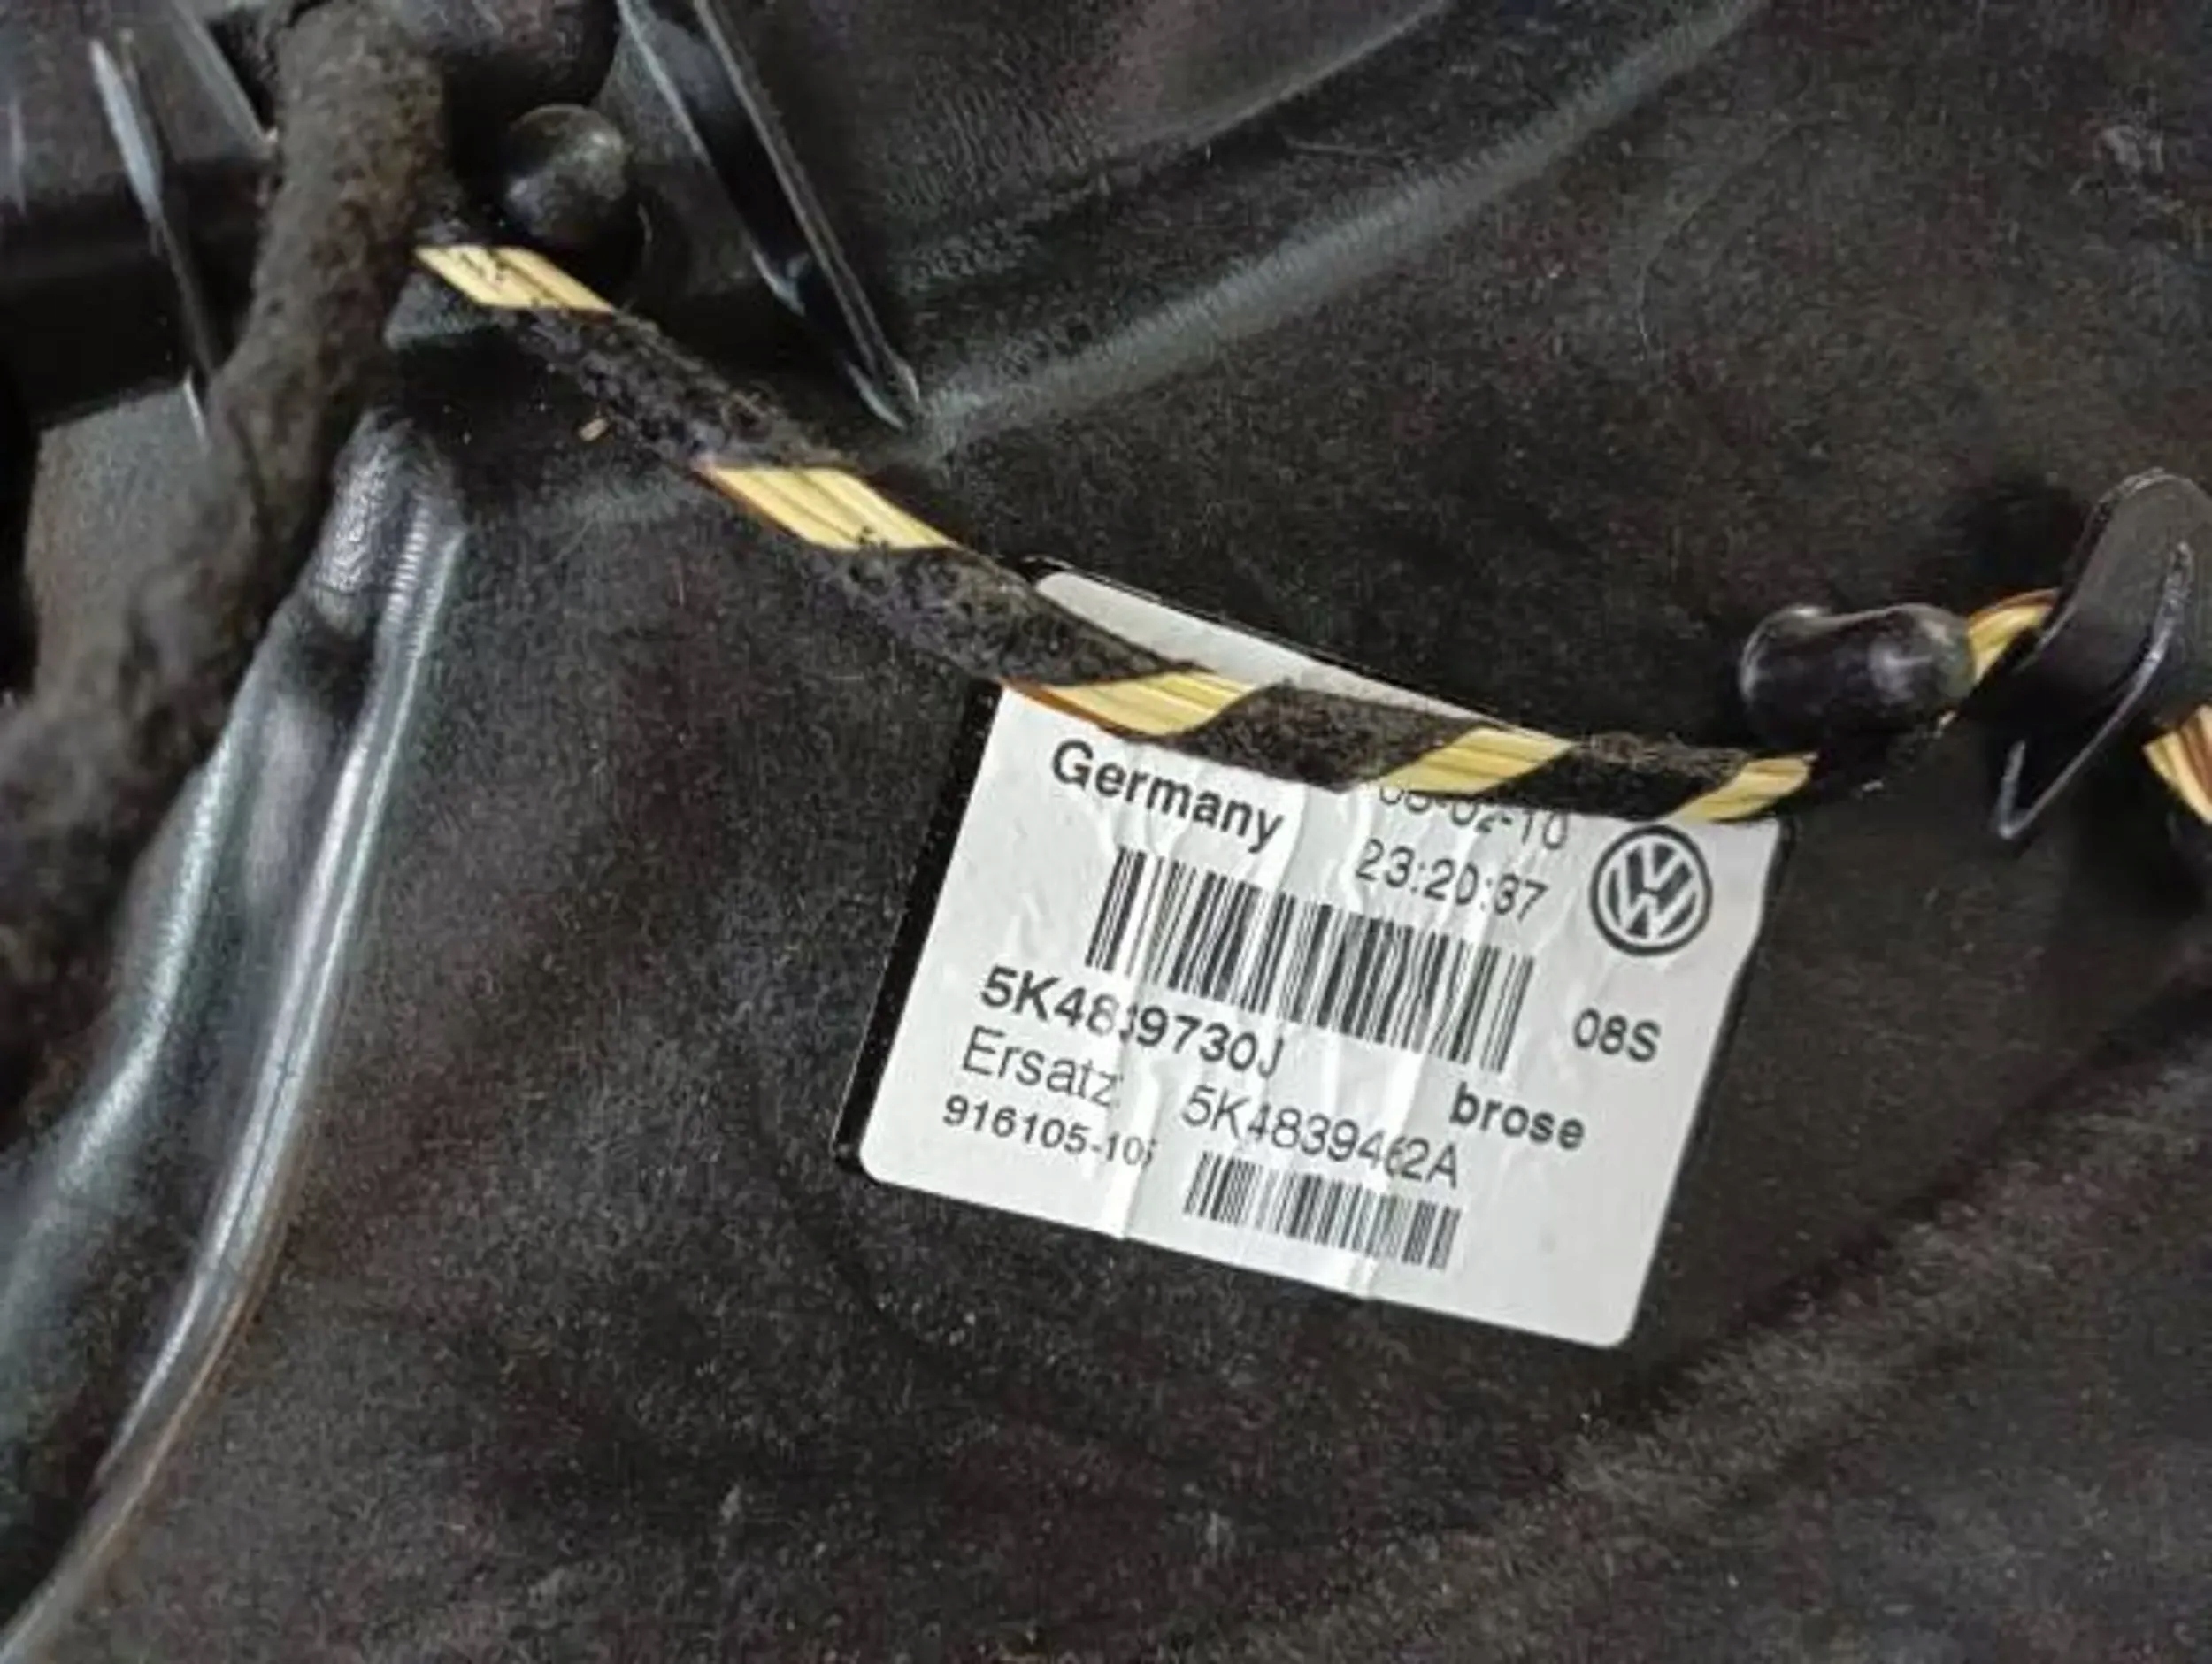 Germany
23:20:37
5K4839730J
08S
Ersatz: 5K4839462A
brose